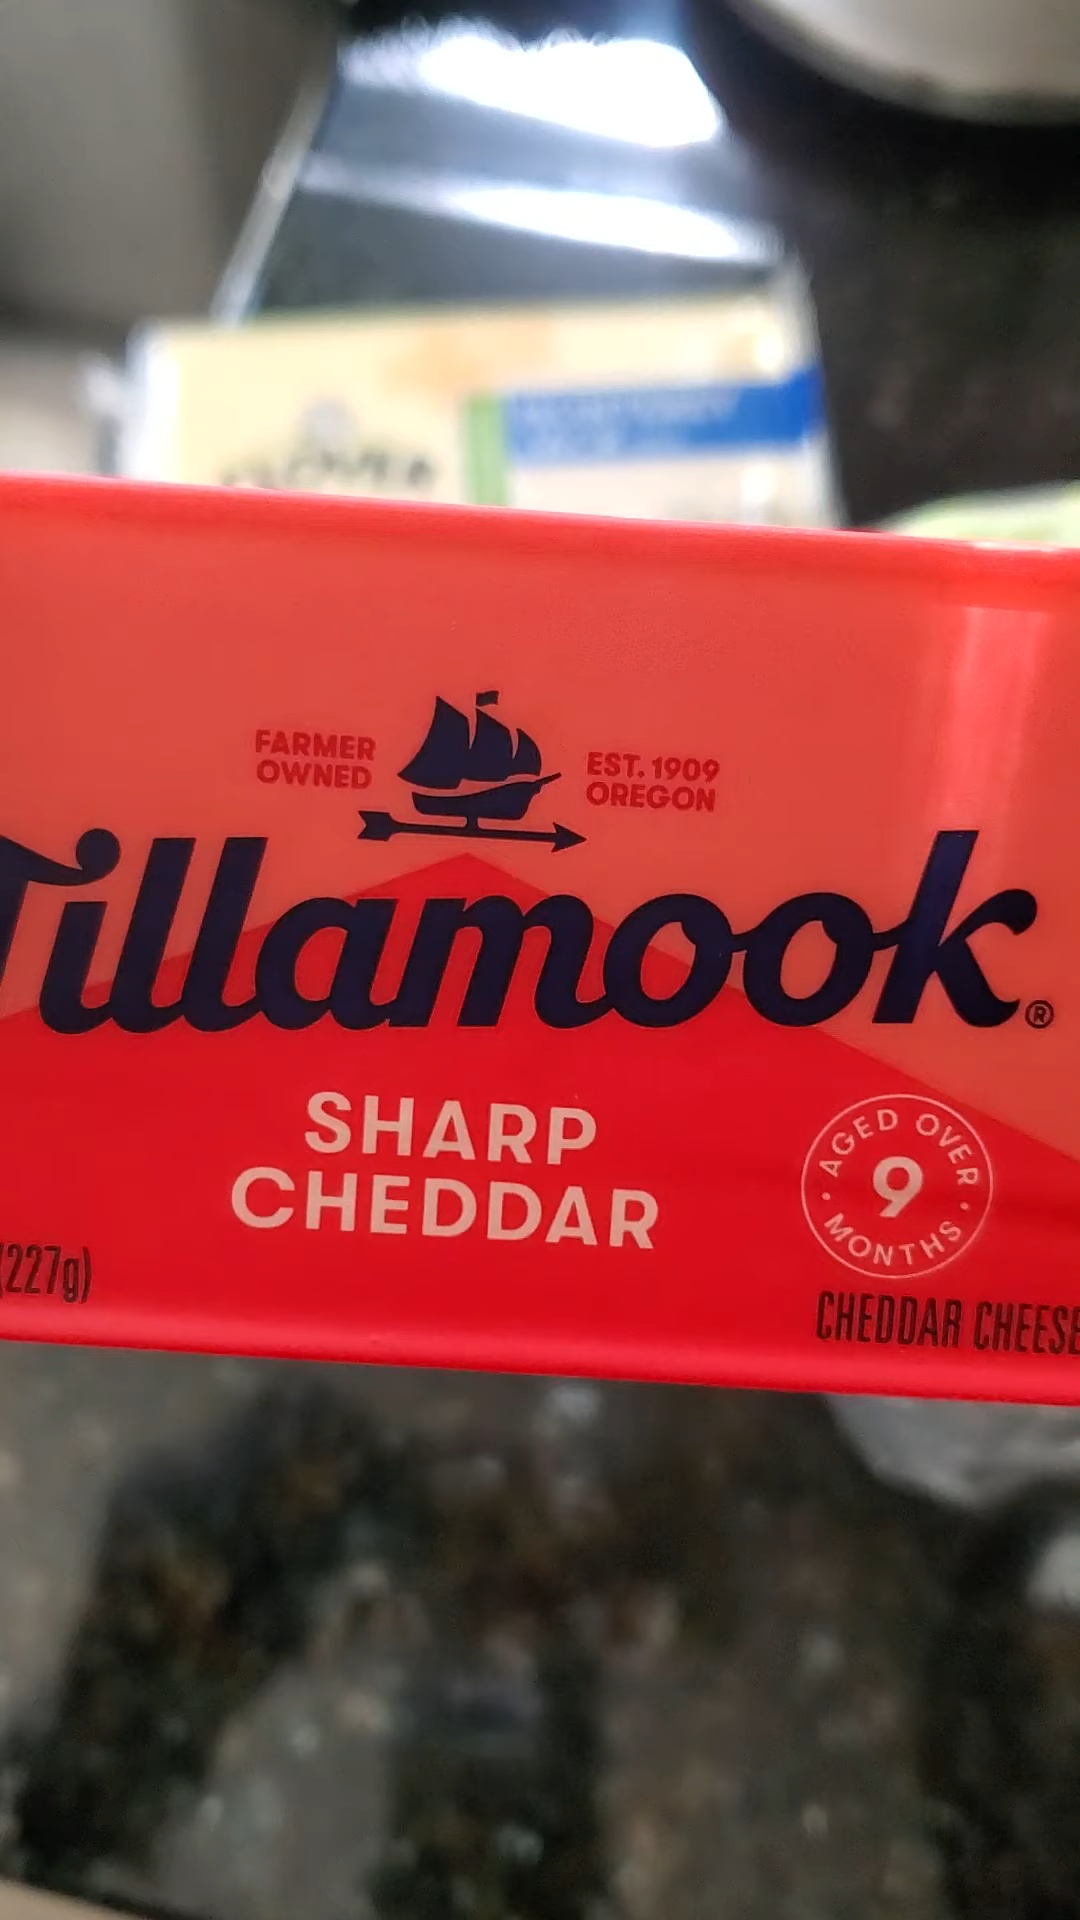 FARMER
OWNED
EST. 1909
OREGON
Tillamook®
SHARP
CHEDDAR
AGED OVER
9
MONTHS
(227g)
CHEDDAR CHEESE